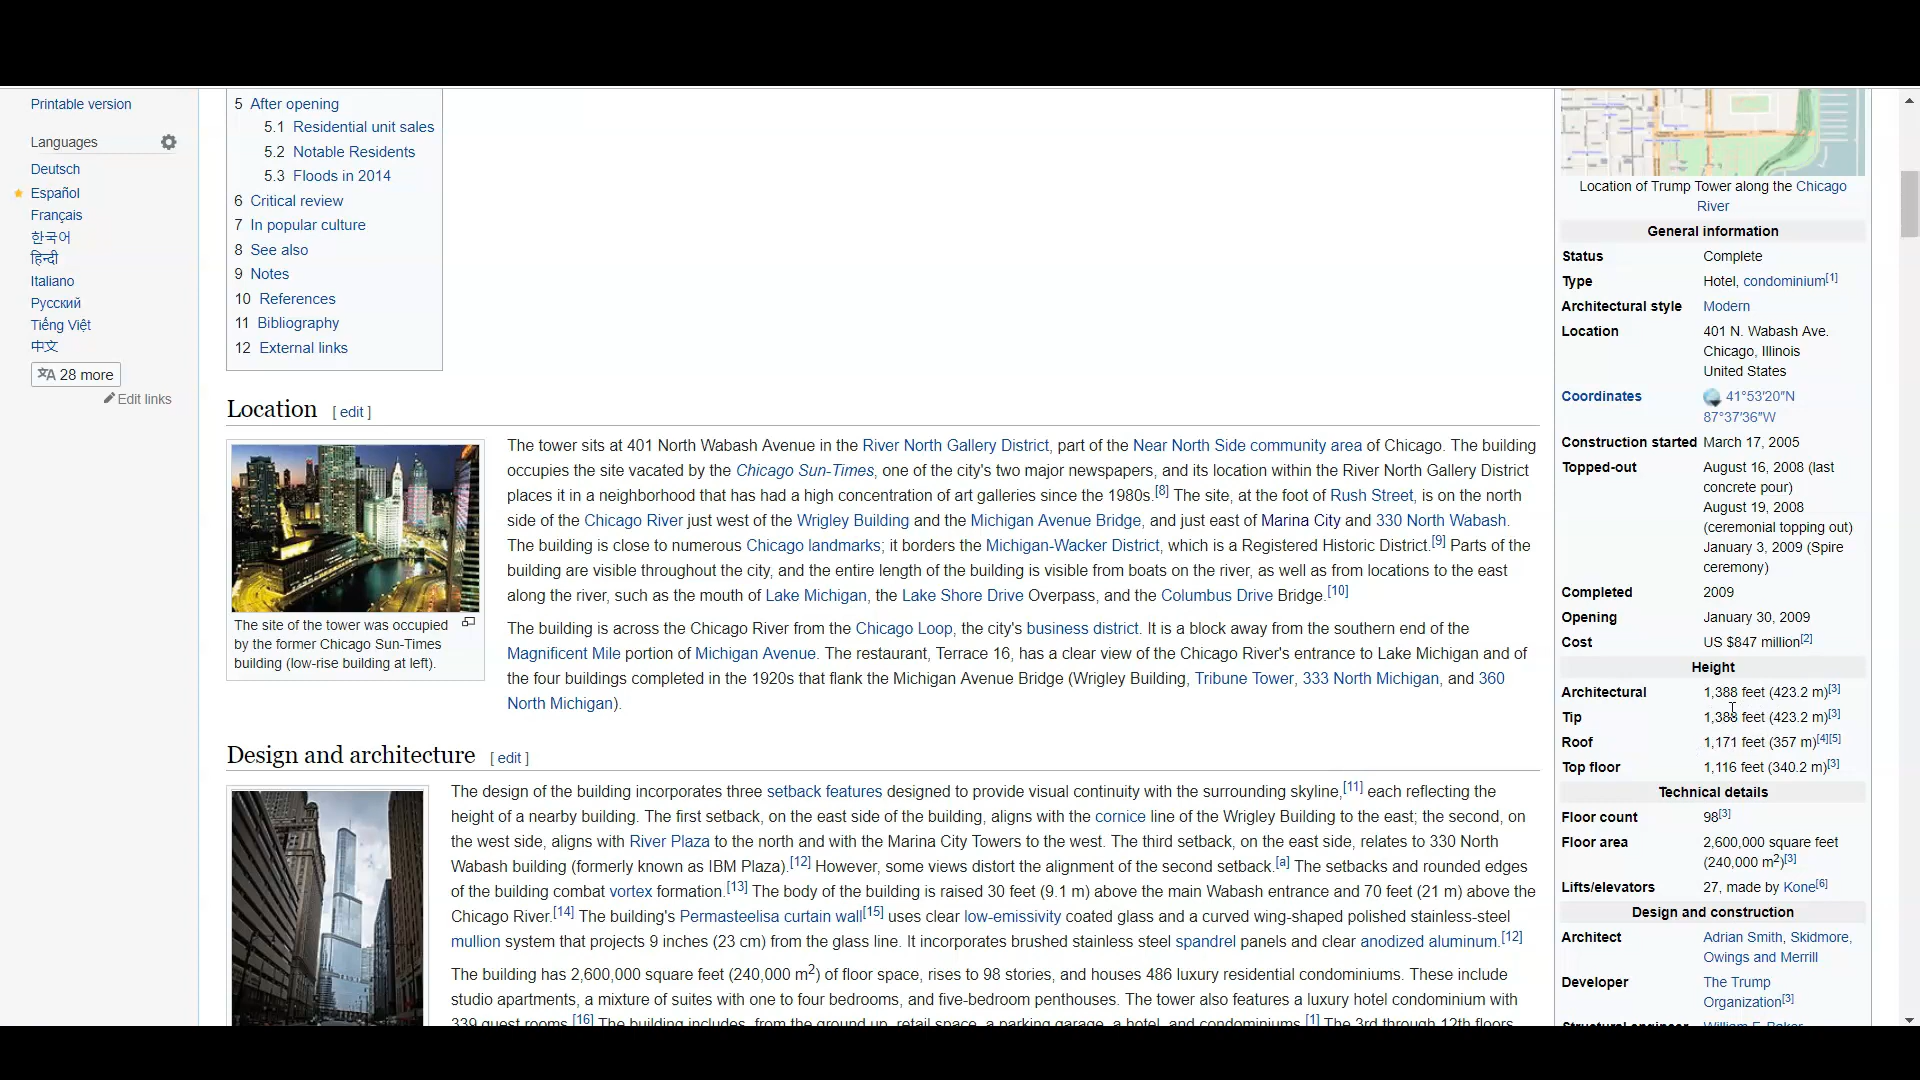 Printable version
Languages
Deutsch
Español
Français
한국어
हिन्दी
Italiano
Русский
Tiếng Việt
中文
28 more
Edit links
5 After opening
5.1 Residential unit sales
5.2 Notable Residents
5.3 Floods in 2014
6 Critical review
7 In popular culture
8 See also
9 Notes
10 References
11 Bibliography
12 External links
Location [ edit ]
The site of the tower was occupied
by the former Chicago Sun-Times
building (low-rise building at left).
The tower sits at 401 North Wabash Avenue in the River North Gallery District, part of the Near North Side community area of Chicago. The building
occupies the site vacated by the Chicago Sun-Times, one of the city's two major newspapers, and its location within the River North Gallery District
places it in a neighborhood that has had a high concentration of art galleries since the 1980s.[8] The site, at the foot of Rush Street, is on the north
side of the Chicago River just west of the Wrigley Building and the Michigan Avenue Bridge, and just east of Marina City and 330 North Wabash.
The building is close to numerous Chicago landmarks; it borders the Michigan-Wacker District, which is a Registered Historic District.[9] Parts of the
building are visible throughout the city, and the entire length of the building is visible from boats on the river, as well as from locations to the east
along the river, such as the mouth of Lake Michigan, the Lake Shore Drive Overpass, and the Columbus Drive Bridge.[10]
The building is across the Chicago River from the Chicago Loop, the city's business district. It is a block away from the southern end of the
Magnificent Mile portion of Michigan Avenue. The restaurant, Terrace 16, has a clear view of the Chicago River's entrance to Lake Michigan and of
the four buildings completed in the 1920s that flank the Michigan Avenue Bridge (Wrigley Building, Tribune Tower, 333 North Michigan, and 360
North Michigan).
Design and architecture [ edit ]
The design of the building incorporates three setback features designed to provide visual continuity with the surrounding skyline,[11] each reflecting the
height of a nearby building. The first setback, on the east side of the building, aligns with the cornice line of the Wrigley Building to the east; the second, on
the west side, aligns with River Plaza to the north and with the Marina City Towers to the west. The third setback, on the east side, relates to 330 North
Wabash building (formerly known as IBM Plaza).[12] However, some views distort the alignment of the second setback.[a] The setbacks and rounded edges
of the building combat vortex formation.[13] The body of the building is raised 30 feet (9.1 m) above the main Wabash entrance and 70 feet (21 m) above the
Chicago River.[14] The building's Permasteelisa curtain wall[15] uses clear low-emissivity coated glass and a curved wing-shaped polished stainless-steel
mullion system that projects 9 inches (23 cm) from the glass line. It incorporates brushed stainless steel spandrel panels and clear anodized aluminum.[12]
The building has 2,600,000 square feet (240,000 m2) of floor space, rises to 98 stories, and houses 486 luxury residential condominiums. These include
studio apartments, a mixture of suites with one to four bedrooms, and five-bedroom penthouses. The tower also features a luxury hotel condominium with
339 guest rooms.[16] The building includes, from the ground up, retail space, a parking garage, a hotel, and condominiums.[1] The 3rd through 12th floors
Location of Trump Tower along the Chicago
River
General information
Status Complete
Type Hotel, condominium[1]
Architectural style Modern
Location 401 N. Wabash Ave.
Chicago, Illinois
United States
Coordinates 41°53′20″N
87°37′36″W
Construction started March 17, 2005
Topped-out August 16, 2008 (last
concrete pour)
August 19, 2008
(ceremonial topping out)
January 3, 2009 (Spire
ceremony)
Completed 2009
Opening January 30, 2009
Cost US $847 million[2]
Height
Architectural 1,388 feet (423.2 m)[3]
Tip 1,388 feet (423.2 m)[3]
Roof 1,171 feet (357 m)[4][5]
Top floor 1,116 feet (340.2 m)[3]
Technical details
Floor count 98[3]
Floor area 2,600,000 square feet
(240,000 m2)[3]
Lifts/elevators 27, made by Kone[6]
Design and construction
Architect Adrian Smith, Skidmore,
Owings and Merrill
Developer The Trump
Organization[3]
Structural engineer William F. Baker